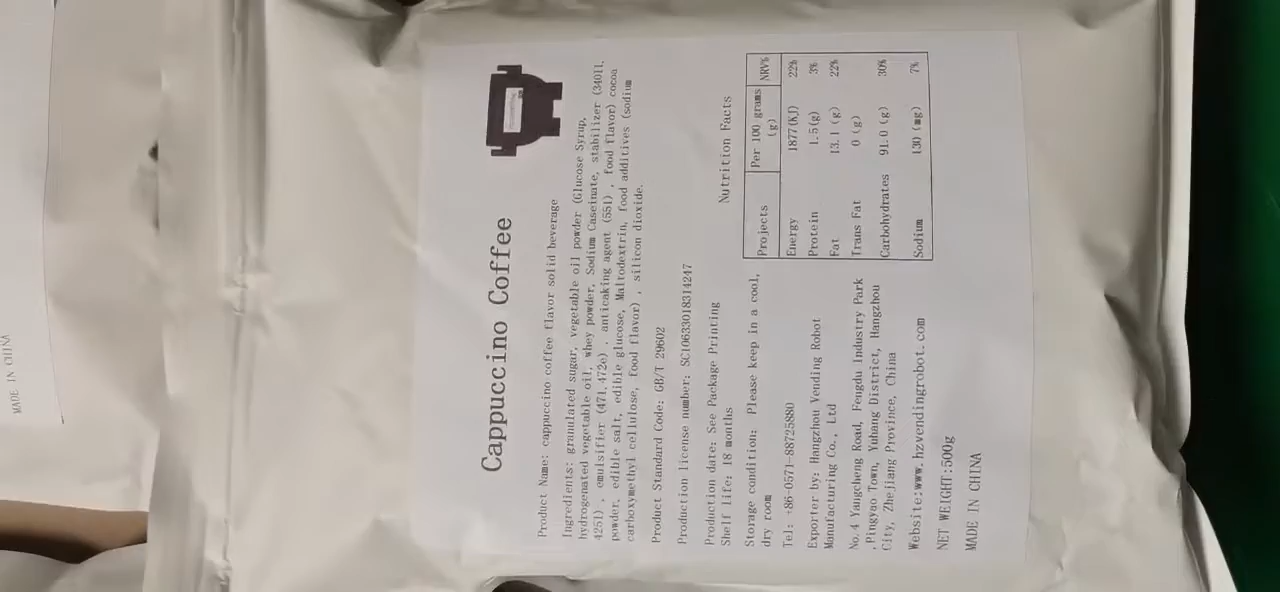 MADE IN CHINA
Cappuccino Coffee
Product Name: cappuccino coffee flavor solid beverage
Ingredients: granulated sugar, vegetable oil powder (Glucose Syrup,
hydrogenated vegetable oil, whey powder, Sodium Caseinate, stabilizer (340ii,
425i) , emulsifier (471, 472e) , anticaking agent (551) , food flavor) cocoa
powder, edible salt, edible glucose, Maltodextrin, food additives (sodium
carboxymethyl cellulose, food flavor) , silicon dioxide.
Product Standard Code: GB/T 29602
Production license number: SC10633018314247
Production date: See Package Printing
Shelf life: 18 months
Storage condition: Please keep in a cool,
dry room
Tel: +86-0571-88725880
Exporter by: Hangzhou Vending Robot
Manufacturing Co., Ltd
No.4 Yangcheng Road, Fengdu Industry Park
,Pingyao Town, Yuhang District, Hangzhou
City, Zhejiang Province, China
Website:www.hzvendingrobot.com
NET WEIGHT:500g
MADE IN CHINA
Nutrition Facts
Projects Per 100 grams (g) NRV%
Energy 1877(KJ) 22%
Protein 1.5(g) 3%
Fat 13.1 (g) 22%
Trans Fat 0 (g)
Carbohydrates 91.0 (g) 30%
Sodium 130 (mg) 7%